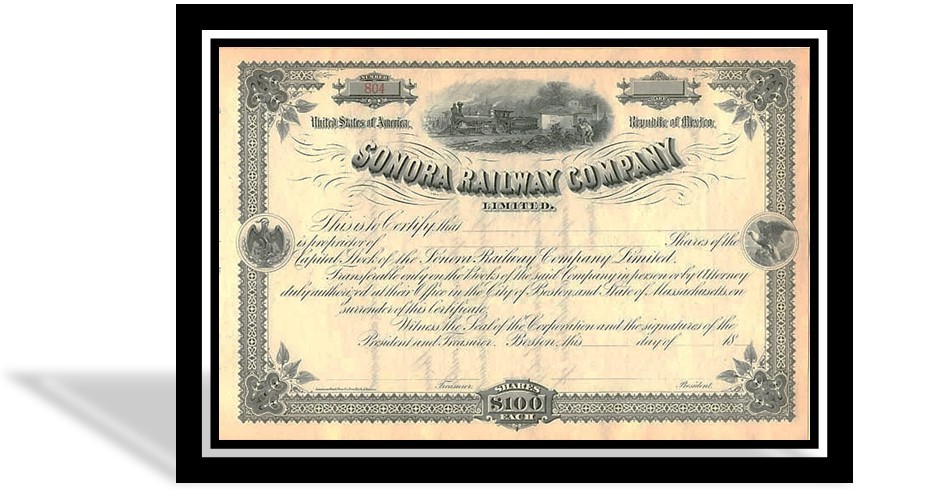 NUMBER
804
United States of America.
Republic of Mexico.
SONORA RAILWAY COMPANY
LIMITED.
This is to Certify that
is proprietor of Shares of the
Capital Stock of the Sonora Railway Company Limited.
Transferable only on the Books of the said Company in person or by Attorney
duly authorized at their Office in the City of Boston and State of Massachusetts, on
surrender of this Certificate.
Witness the Seal of the Corporation and the signatures of the
President and Treasurer. Boston, this day of 18
Treasurer. President.
SHARES
$100
EACH